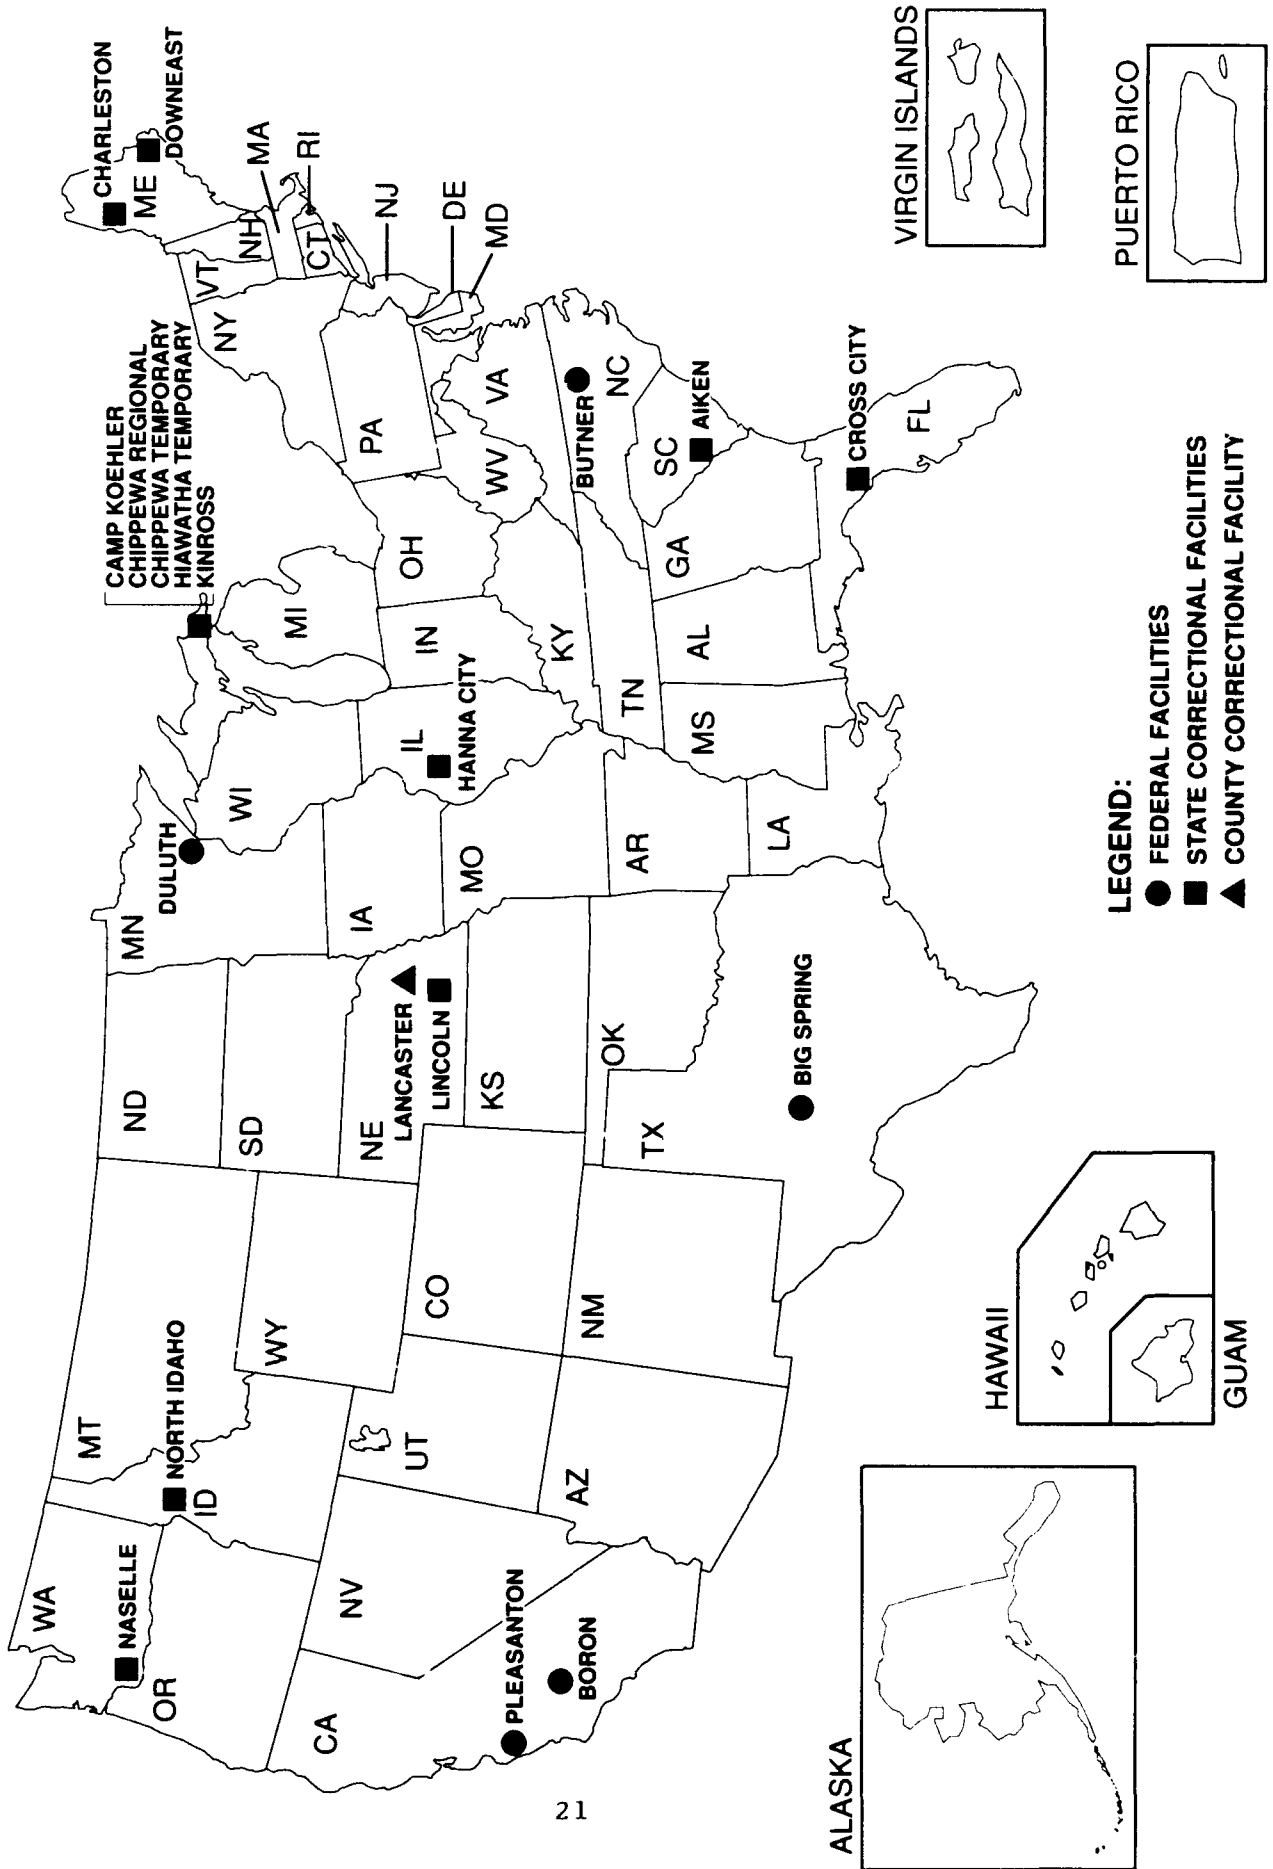 CAMP KOEHLER
CHIPPEWA REGIONAL
CHIPPEWA TEMPORARY
HIAWATHA TEMPORARY
KINROSS
CHARLESTON
ME
DOWNEAST
WA
NASELLE
OR
MT
NORTH IDAHO
ID
ND
MN
DULUTH
WI
MI
NY
VT
NH
MA
RI
CT
NJ
DE
MD
SD
WY
NE
LANCASTER
LINCOLN
IA
IL
HANNA CITY
IN
OH
PA
WV
VA
CA
NV
UT
CO
KS
MO
KY
PLEASANTON
BORON
AZ
NM
OK
TX
BIG SPRING
AR
LA
TN
MS
AL
GA
NC
BUTNER
SC
AIKEN
CROSS CITY
FL
ALASKA
HAWAII
GUAM
LEGEND:
FEDERAL FACILITIES
STATE CORRECTIONAL FACILITIES
COUNTY CORRECTIONAL FACILITY
VIRGIN ISLANDS
PUERTO RICO
21